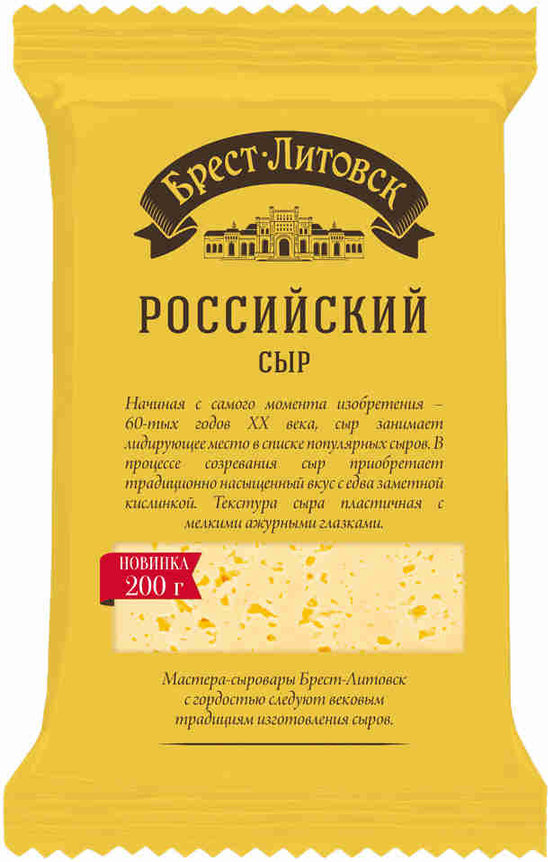 Брест-Литовск
РОССИЙСКИЙ
СЫР
Начиная с самого момента изобретения –
60-тых годов XX века, сыр занимает
лидирующее место в списке популярных сыров. В
процессе созревания сыр приобретает
традиционно насыщенный вкус с едва заметной
кислинкой. Текстура сыра пластичная с
мелкими ажурными глазками.
НОВИНКА
200 г
Мастера-сыровары Брест-Литовск
с гордостью следуют вековым
традициям изготовления сыров.